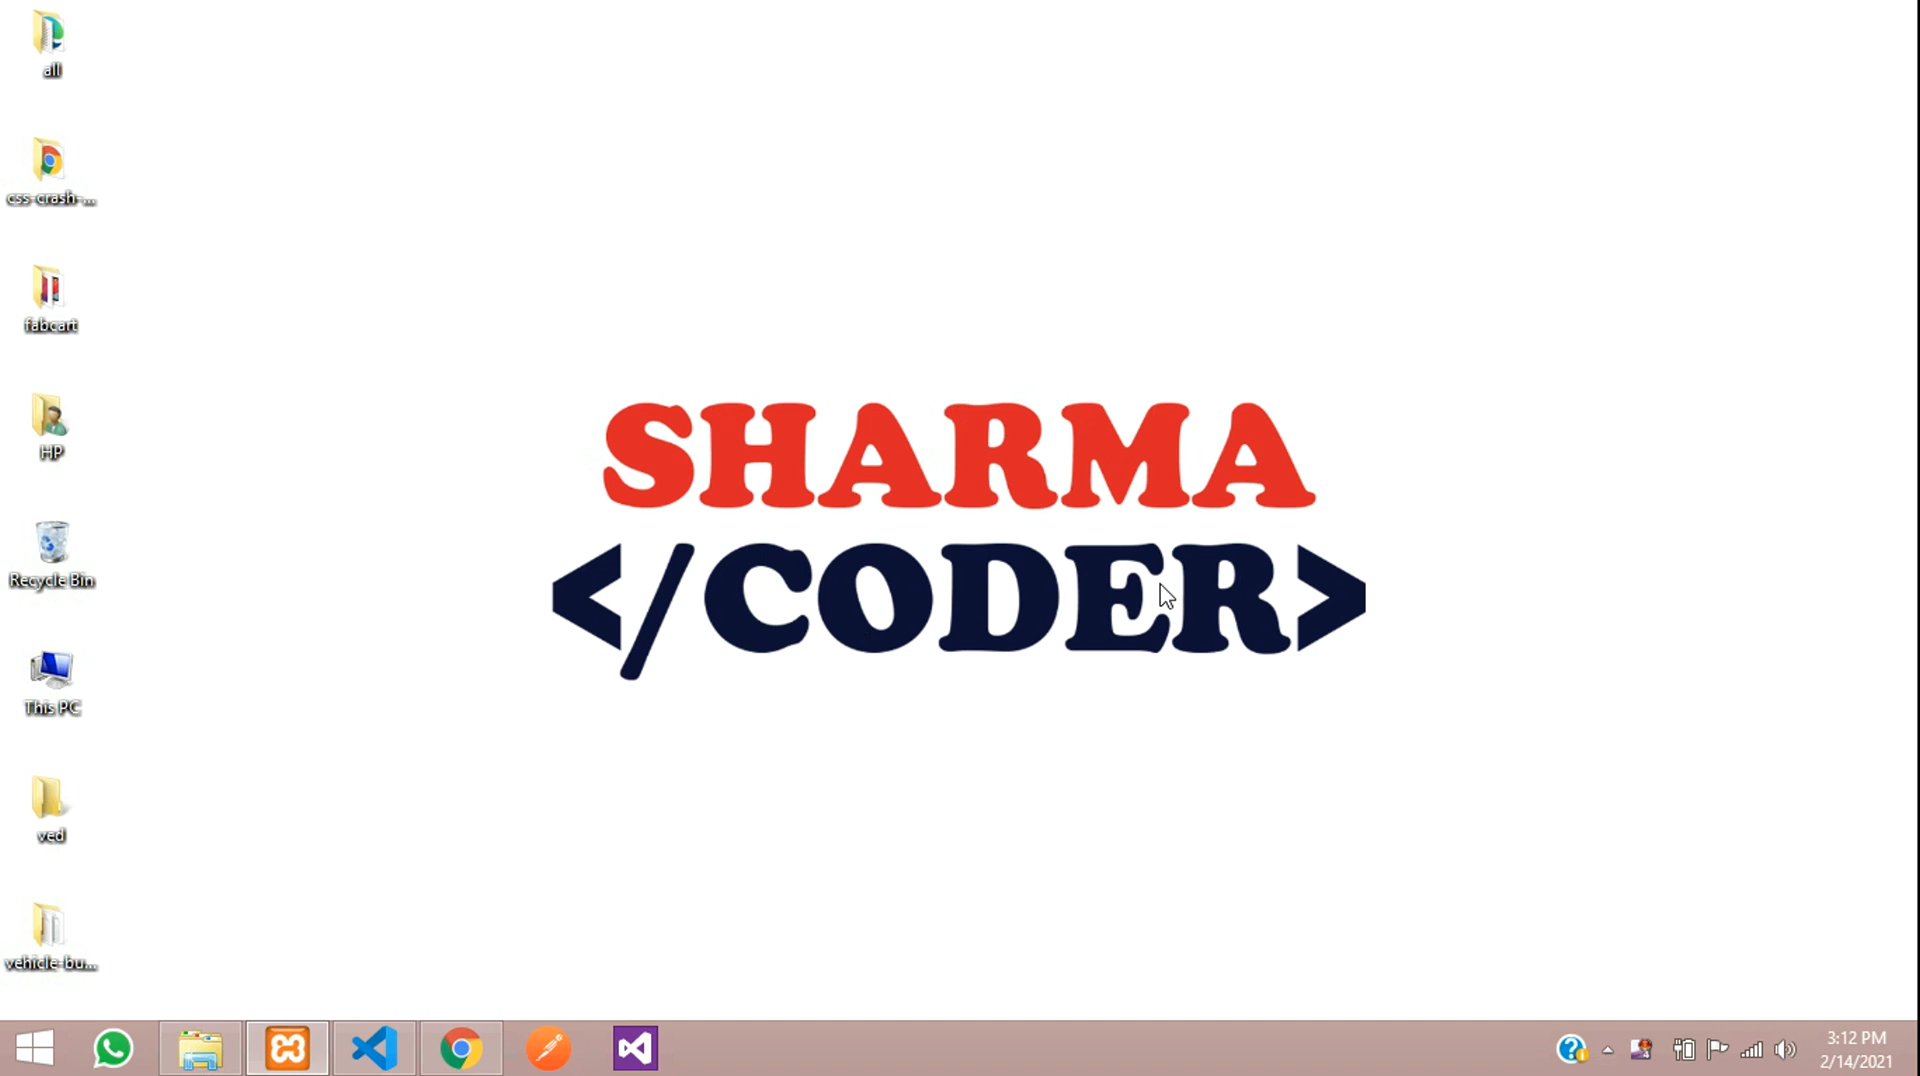 all
css-crash-...
fabcart
HP
Recycle Bin
This PC
ved
vehicle-bu...
SHARMA
</CODER>
3:12 PM
2/14/2021